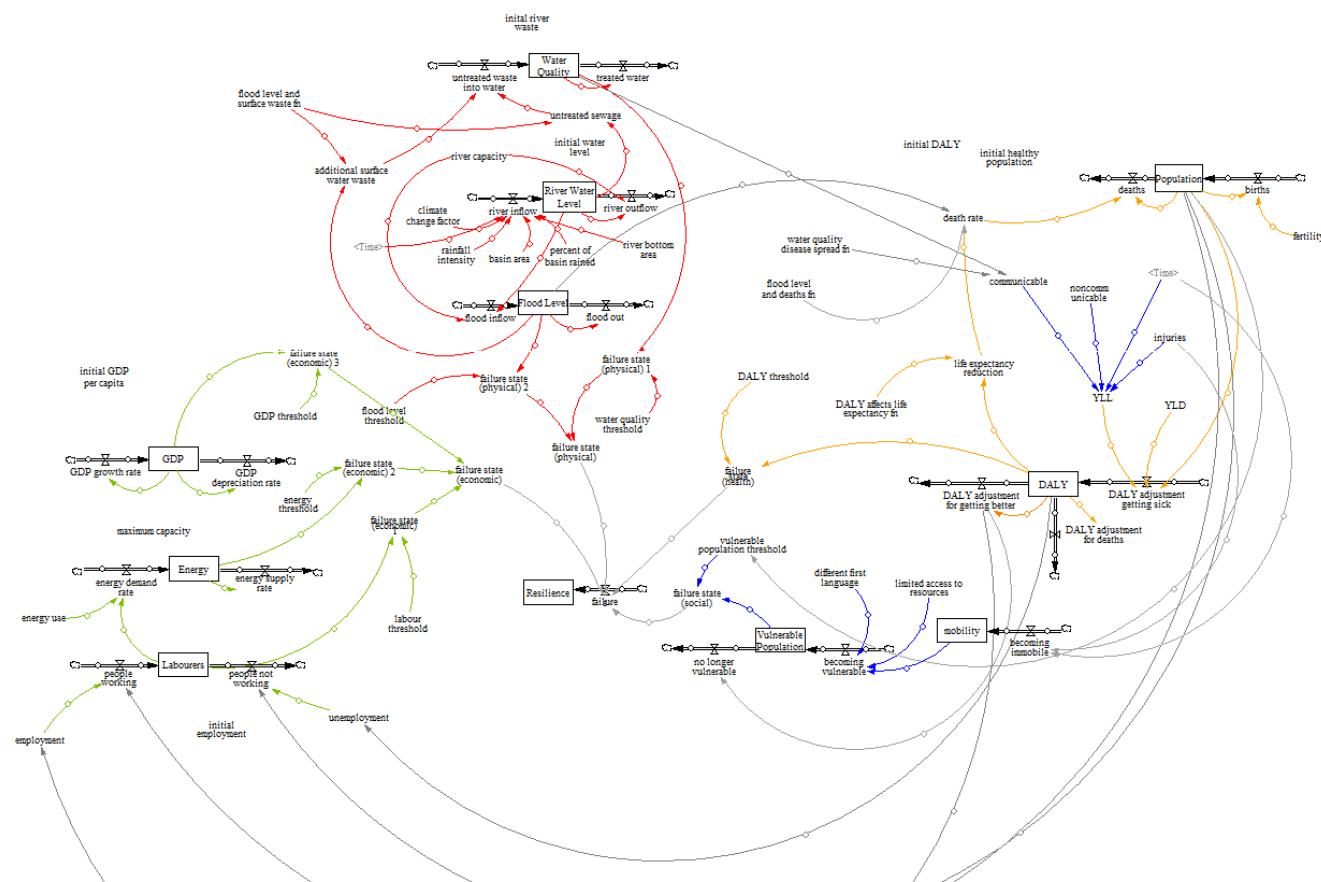 inital river
waste
Water
Quality
untreated waste
into water
treated water
flood level and
surface waste fn
untreated sewage
initial water
level
river capacity
additional surface
water waste
River Water
Level
river inflow
river outflow
climate
change factor
<Time>
rainfall
intensity
basin area
percent of
basin rained
river bottom
area
Flood Level
flood inflow
flood out
initial DALY
initial healthy
population
Population
deaths
births
death rate
fertility
water quality
disease spread fn
communicable
<Time>
flood level
and deaths fn
noncomm
unicable
injuries
failure state
(economic) 3
initial GDP
per capita
GDP threshold
flood level
threshold
failure state
(physical) 2
failure state
(physical) 1
water quality
threshold
failure state
(physical)
DALY threshold
life expectancy
reduction
DALY affects life
expectancy fn
YLL
YLD
GDP
GDP growth rate
GDP
depreciation rate
failure state
(economic) 2
failure state
(economic)
energy
threshold
failure
state
(health)
DALY
DALY adjustment
for getting better
DALY adjustment
getting sick
DALY adjustment
for deaths
maximum capacity
failure state
(economic)
1
Energy
energy demand
rate
energy supply
rate
energy use
labour
threshold
vulnerable
population threshold
Resilience
failure
failure state
(social)
different first
language
limited access to
resources
mobility
becoming
immobile
Vulnerable
Population
no longer
vulnerable
becoming
vulnerable
Labourers
people
working
people not
working
employment
initial
employment
unemployment